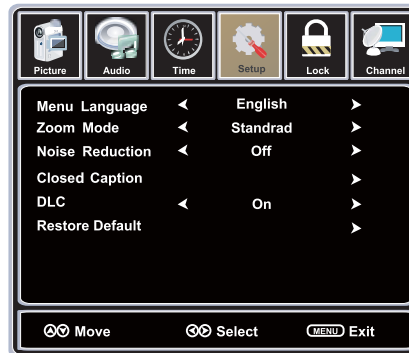 Picture Audio Time Setup Lock Channel
Menu Language English
Zoom Mode Standrad
Noise Reduction Off
Closed Caption
DLC On
Restore Default
Move Select MENU Exit